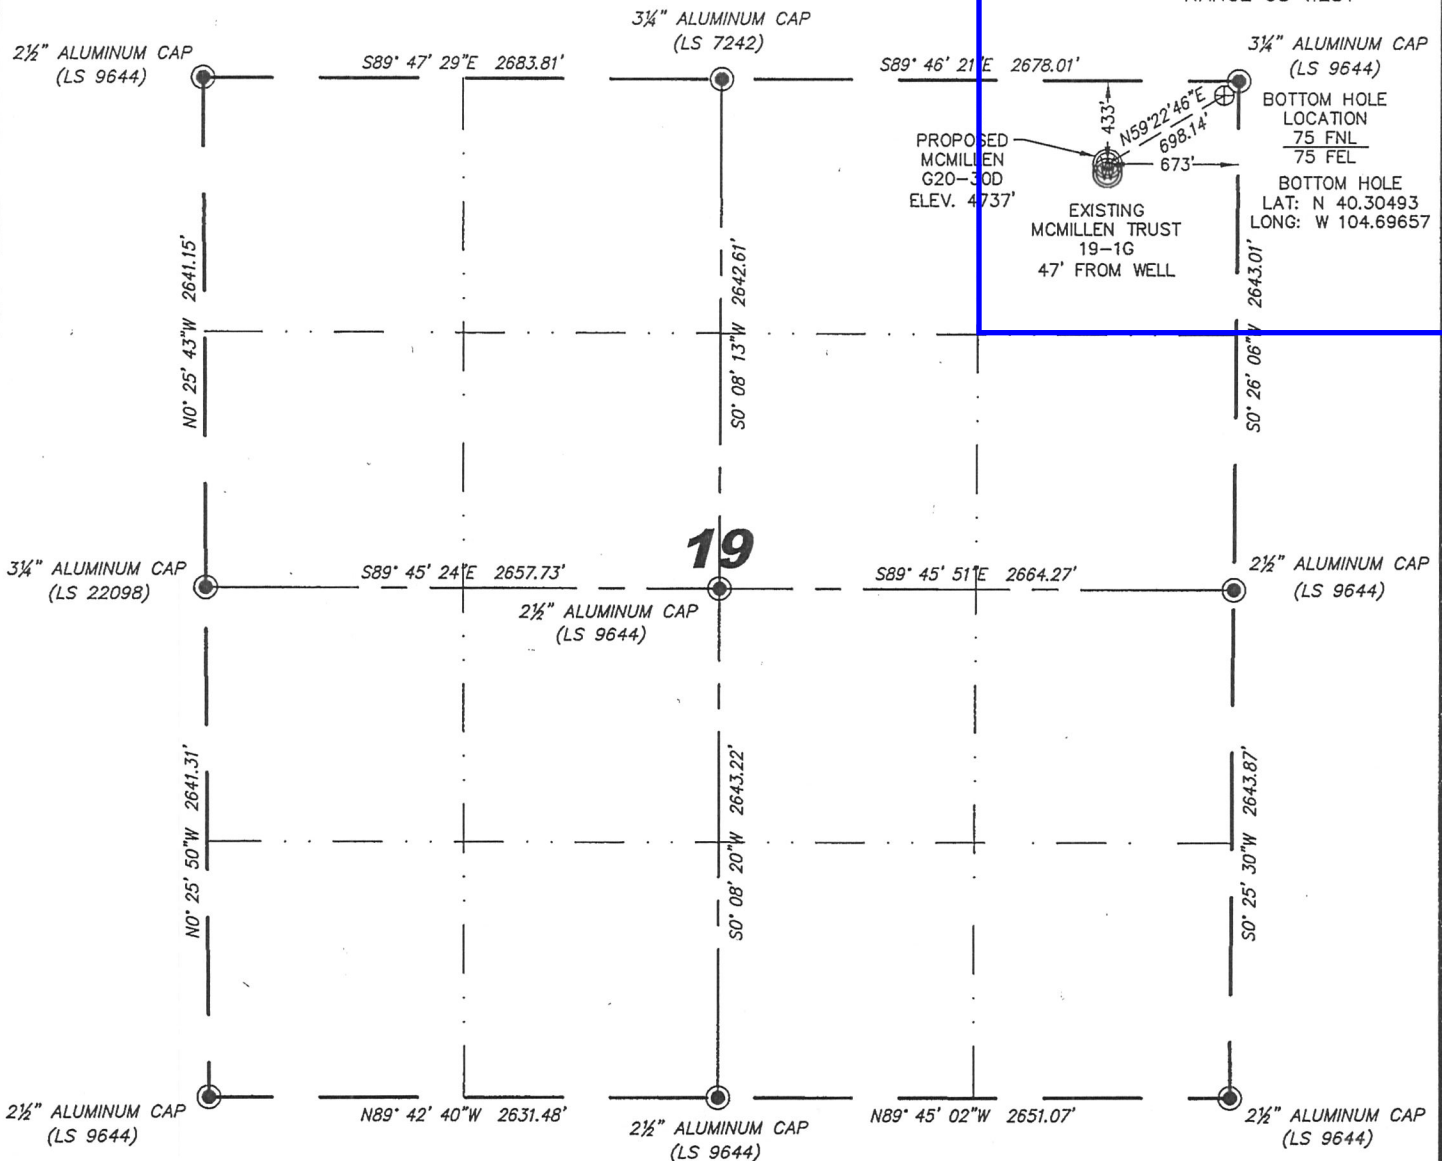 3¼" ALUMINUM CAP
(LS 7242)
2½" ALUMINUM CAP
(LS 9644)
3¼" ALUMINUM CAP
(LS 9644)
S89° 47' 29"E 2683.81'
S89° 46' 21"E 2678.01'
433'
N59°22'46"E
698.14'
673'
BOTTOM HOLE
LOCATION
75 FNL
75 FEL
BOTTOM HOLE
LAT: N 40.30493
LONG: W 104.69657
PROPOSED
MCMILLEN
G20-30D
ELEV. 4737'
EXISTING
MCMILLEN TRUST
19-1G
47' FROM WELL
N0° 25' 43"W 2641.15'
S0° 08' 13"W 2642.61'
S0° 26' 06"W 2643.01'
19
3¼" ALUMINUM CAP
(LS 22098)
S89° 45' 24"E 2657.73'
2½" ALUMINUM CAP
(LS 9644)
S89° 45' 51"E 2664.27'
2½" ALUMINUM CAP
(LS 9644)
N0° 25' 50"W 2641.31'
S0° 08' 20"W 2643.22'
S0° 25' 30"W 2643.87'
2½" ALUMINUM CAP
(LS 9644)
N89° 42' 40"W 2631.48'
2½" ALUMINUM CAP
(LS 9644)
N89° 45' 02"W 2651.07'
2½" ALUMINUM CAP
(LS 9644)